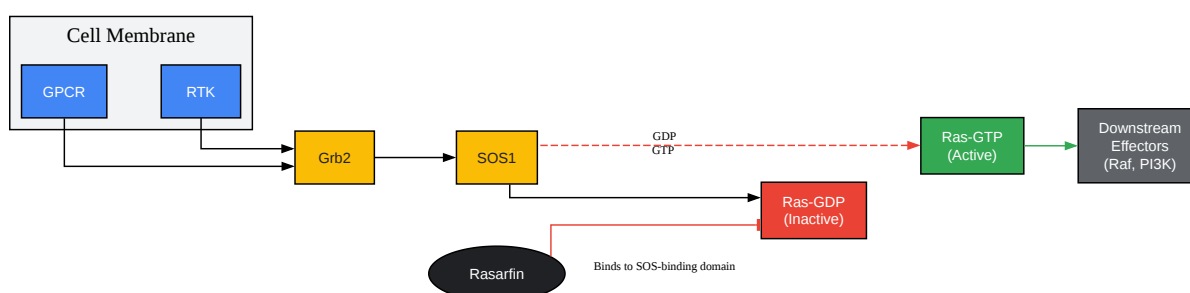 Cell Membrane
GPCR
RTK
Grb2
SOS1
GDP
GTP
Ras-GTP
(Active)
Downstream
Effectors
(Raf, PI3K)
Ras-GDP
(Inactive)
Rasarfin
Binds to SOS-binding domain